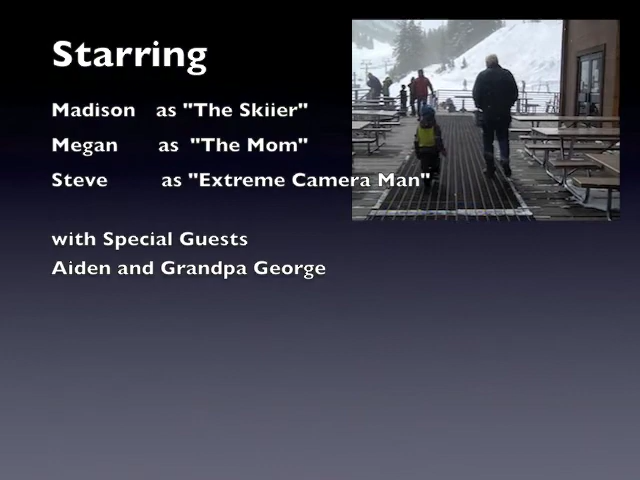 Starring
Madison as "The Skiier"
Megan as "The Mom"
Steve as "Extreme Camera Man"
with Special Guests
Aiden and Grandpa George